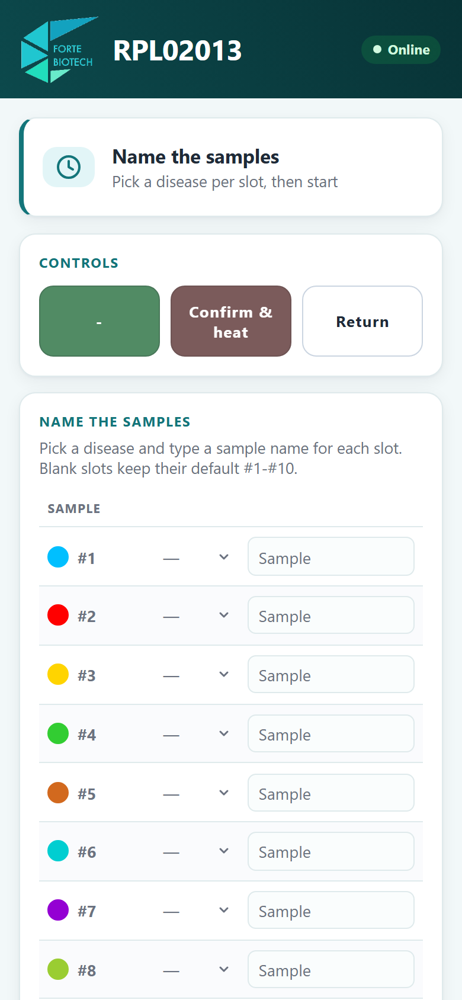 FORTE
BIOTECH
RPL02013
Online
Name the samples
Pick a disease per slot, then start
CONTROLS
-
Confirm &
heat
Return
NAME THE SAMPLES
Pick a disease and type a sample name for each slot.
Blank slots keep their default #1-#10.
SAMPLE
#1 — Sample
#2 — Sample
#3 — Sample
#4 — Sample
#5 — Sample
#6 — Sample
#7 — Sample
#8 — Sample